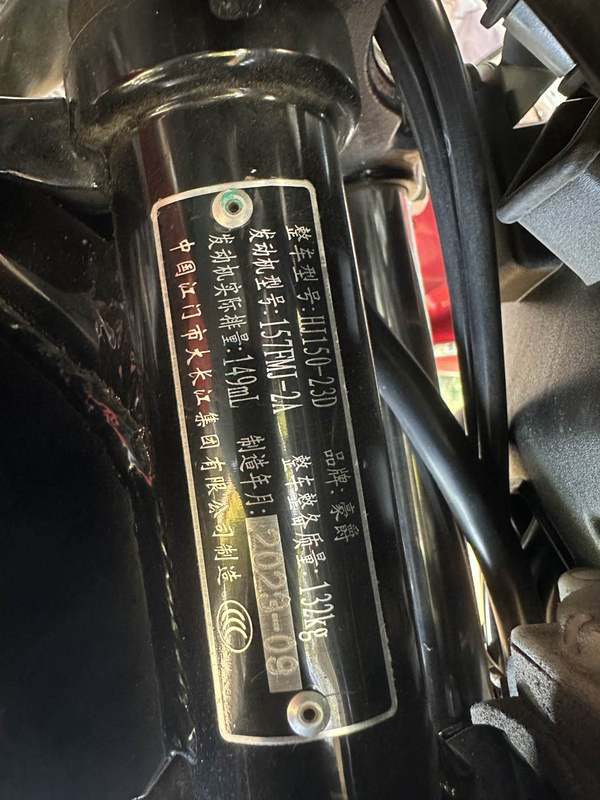 整车型号:HJ150-23D 品牌:豪爵
发动机型号:157FMJ-2A 整车整备质量:132kg
发动机实际排量:149mL 制造年月:2023-09
中国江门市大长江集团有限公司制造 CCC